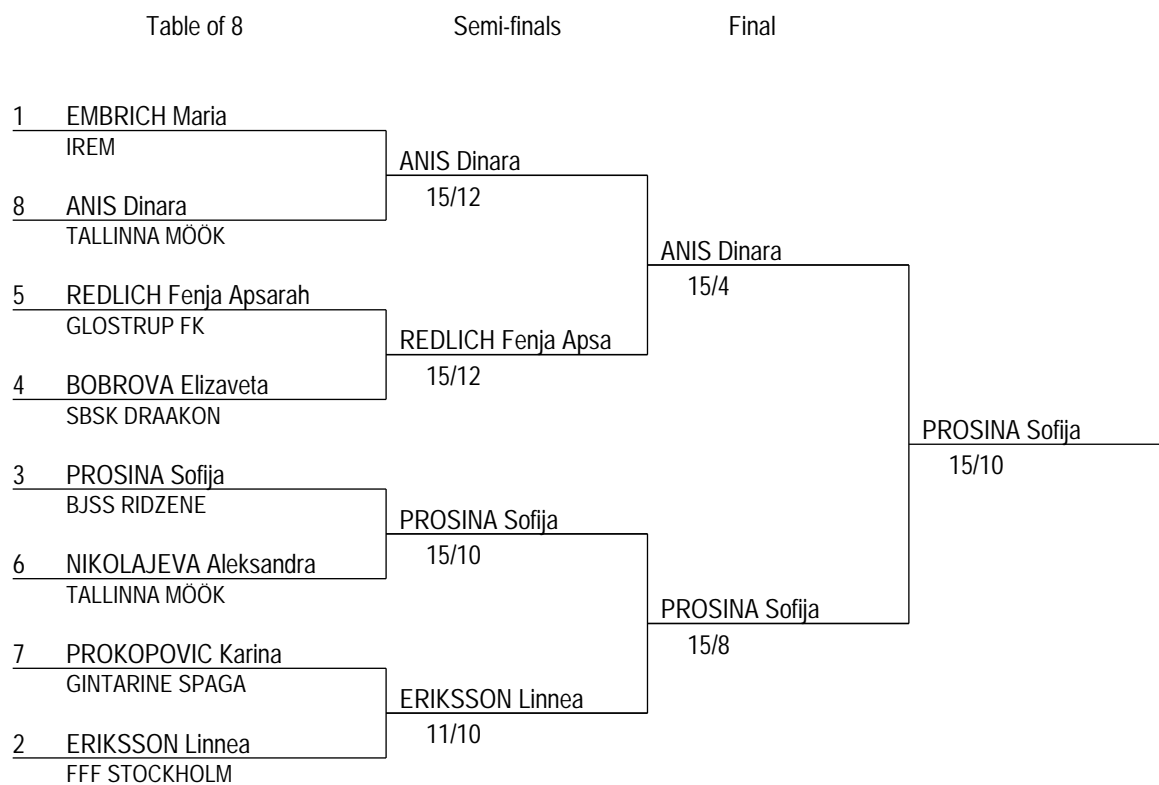 Table of 8 Semi-finals Final
1 EMBRICH Maria
IREM
ANIS Dinara
15/12
8 ANIS Dinara
TALLINNA MÖÖK
ANIS Dinara
15/4
5 REDLICH Fenja Apsarah
GLOSTRUP FK
REDLICH Fenja Apsa
15/12
4 BOBROVA Elizaveta
SBSK DRAAKON
PROSINA Sofija
15/10
3 PROSINA Sofija
BJSS RIDZENE
PROSINA Sofija
15/10
6 NIKOLAJEVA Aleksandra
TALLINNA MÖÖK
PROSINA Sofija
15/8
7 PROKOPOVIC Karina
GINTARINE SPAGA
ERIKSSON Linnea
11/10
2 ERIKSSON Linnea
FFF STOCKHOLM